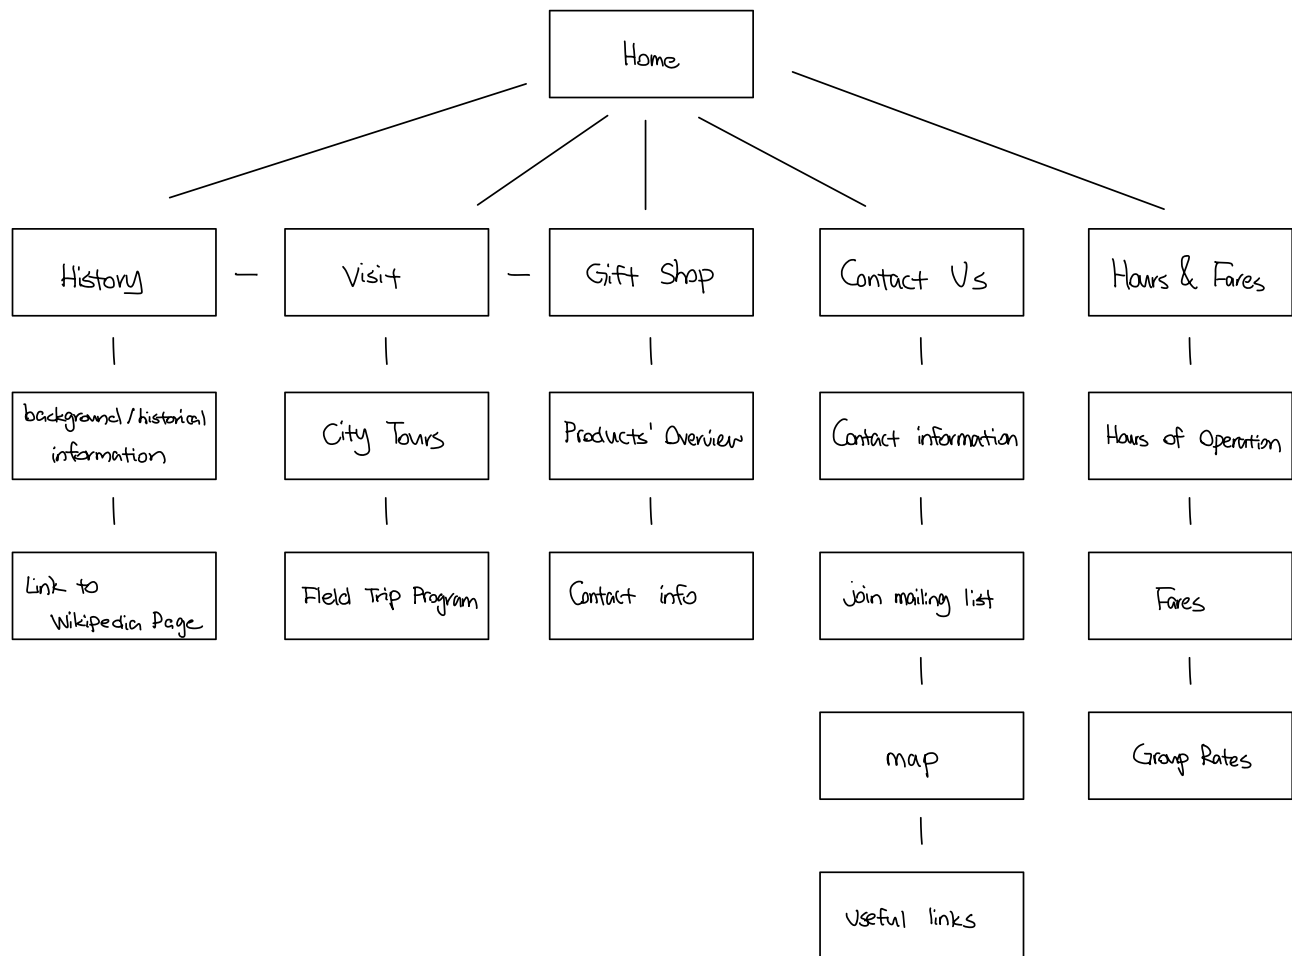 Home
History
Visit
Gift Shop
Contact Us
Hours & Fares
background/historical
information
City Tours
Products' Overview
Contact information
Hours of Operation
Link to
Wikipedia Page
Field Trip Program
Contact info
join mailing list
Fares
map
Group Rates
useful links